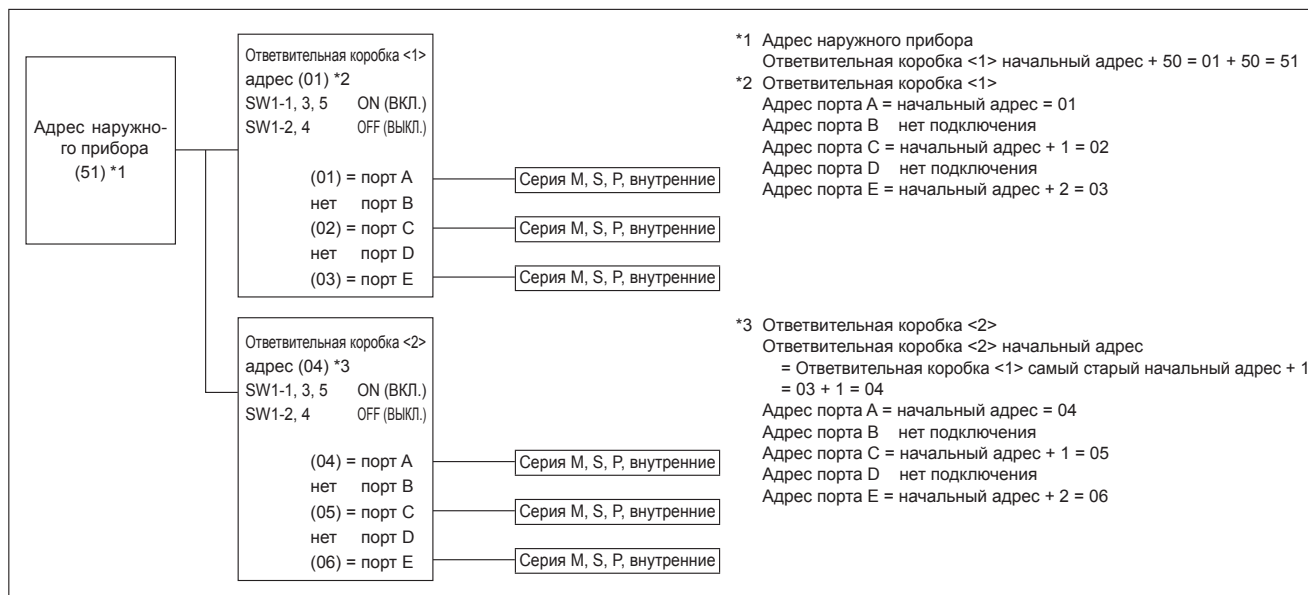 Адрес наружно-
го прибора
(51) *1
Ответвительная коробка <1>
адрес (01) *2
SW1-1, 3, 5 ON (ВКЛ.)
SW1-2, 4 OFF (ВЫКЛ.)
(01) = порт A
нет порт B
(02) = порт C
нет порт D
(03) = порт E
Серия M, S, P, внутренние
Серия M, S, P, внутренние
Серия M, S, P, внутренние
Ответвительная коробка <2>
адрес (04) *3
SW1-1, 3, 5 ON (ВКЛ.)
SW1-2, 4 OFF (ВЫКЛ.)
(04) = порт A
нет порт B
(05) = порт C
нет порт D
(06) = порт E
Серия M, S, P, внутренние
Серия M, S, P, внутренние
Серия M, S, P, внутренние
*1 Адрес наружного прибора
Ответвительная коробка <1> начальный адрес + 50 = 01 + 50 = 51
*2 Ответвительная коробка <1>
Адрес порта A = начальный адрес = 01
Адрес порта B нет подключения
Адрес порта C = начальный адрес + 1 = 02
Адрес порта D нет подключения
Адрес порта E = начальный адрес + 2 = 03
*3 Ответвительная коробка <2>
Ответвительная коробка <2> начальный адрес
= Ответвительная коробка <1> самый старый начальный адрес + 1
= 03 + 1 = 04
Адрес порта A = начальный адрес = 04
Адрес порта B нет подключения
Адрес порта C = начальный адрес + 1 = 05
Адрес порта D нет подключения
Адрес порта E = начальный адрес + 2 = 06